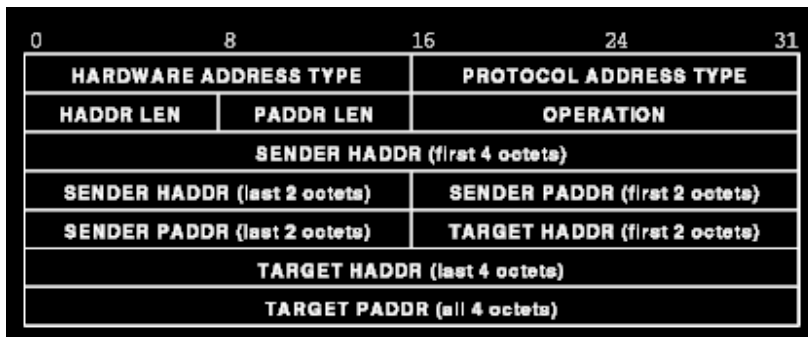 0 8 16 24 31
HARDWARE ADDRESS TYPE PROTOCOL ADDRESS TYPE
HADDR LEN PADDR LEN OPERATION
SENDER HADDR (first 4 octets)
SENDER HADDR (last 2 octets) SENDER PADDR (first 2 octets)
SENDER PADDR (last 2 octets) TARGET HADDR (first 2 octets)
TARGET HADDR (last 4 octets)
TARGET PADDR (all 4 octets)